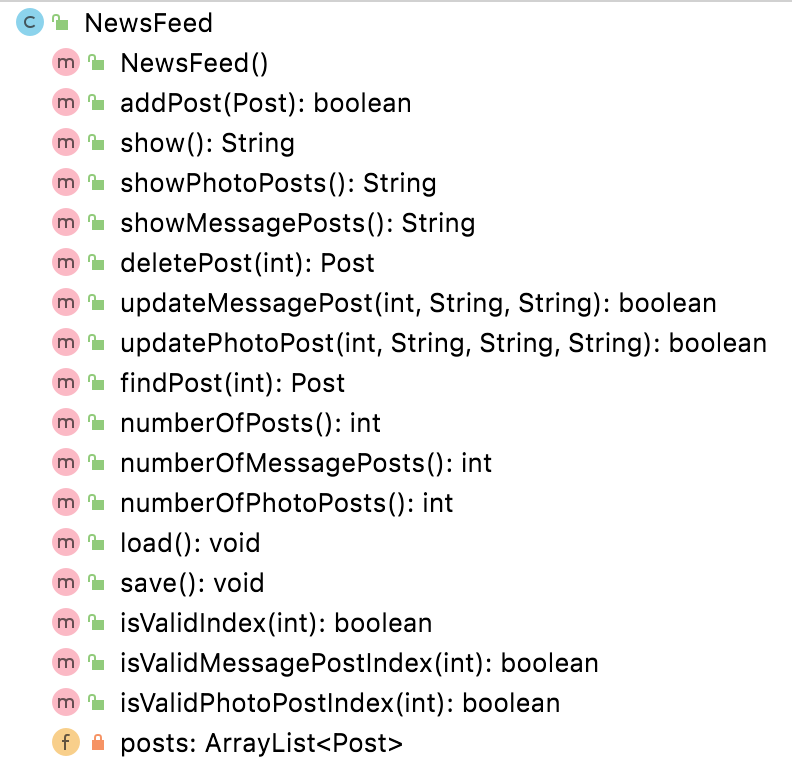 C NewsFeed
m NewsFeed()
m addPost(Post): boolean
m show(): String
m showPhotoPosts(): String
m showMessagePosts(): String
m deletePost(int): Post
m updateMessagePost(int, String, String): boolean
m updatePhotoPost(int, String, String, String): boolean
m findPost(int): Post
m numberOfPosts(): int
m numberOfMessagePosts(): int
m numberOfPhotoPosts(): int
m load(): void
m save(): void
m isValidIndex(int): boolean
m isValidMessagePostIndex(int): boolean
m isValidPhotoPostIndex(int): boolean
f posts: ArrayList<Post>